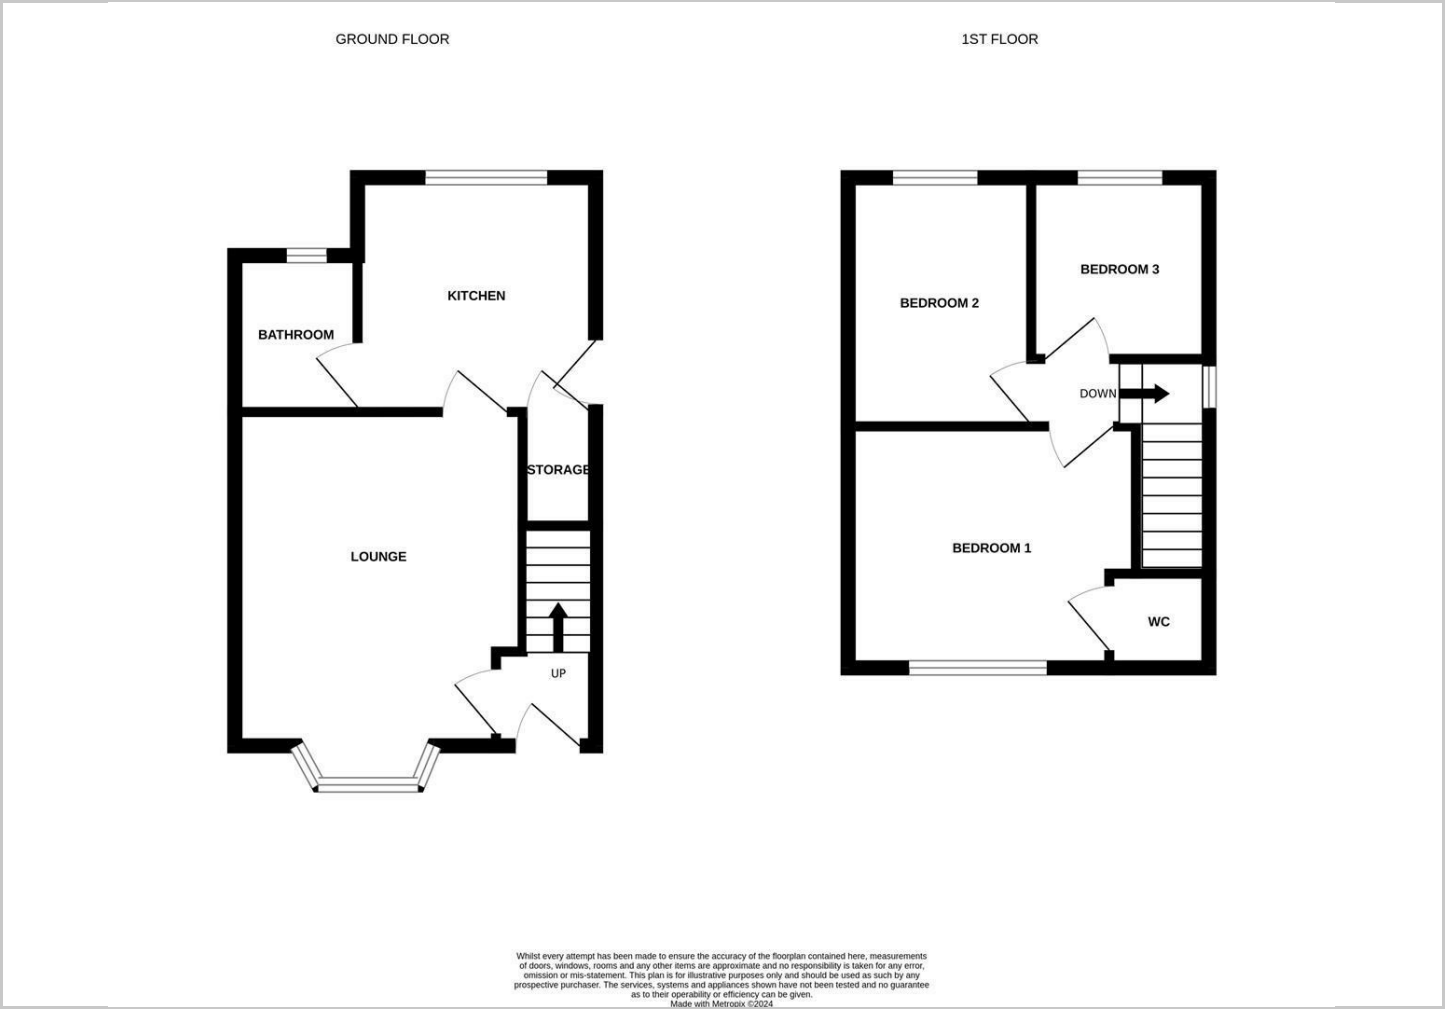 GROUND FLOOR
1ST FLOOR
KITCHEN
BATHROOM
STORAGE
LOUNGE
UP
BEDROOM 3
BEDROOM 2
DOWN
BEDROOM 1
WC
Whilst every attempt has been made to ensure the accuracy of the floorplan contained here, measurements
of doors, windows, rooms and any other items are approximate and no responsibility is taken for any error,
omission or mis-statement. This plan is for illustrative purposes only and should be used as such by any
prospective purchaser. The services, systems and appliances shown have not been tested and no guarantee
as to their operability or efficiency can be given.
Made with Metropix ©2024